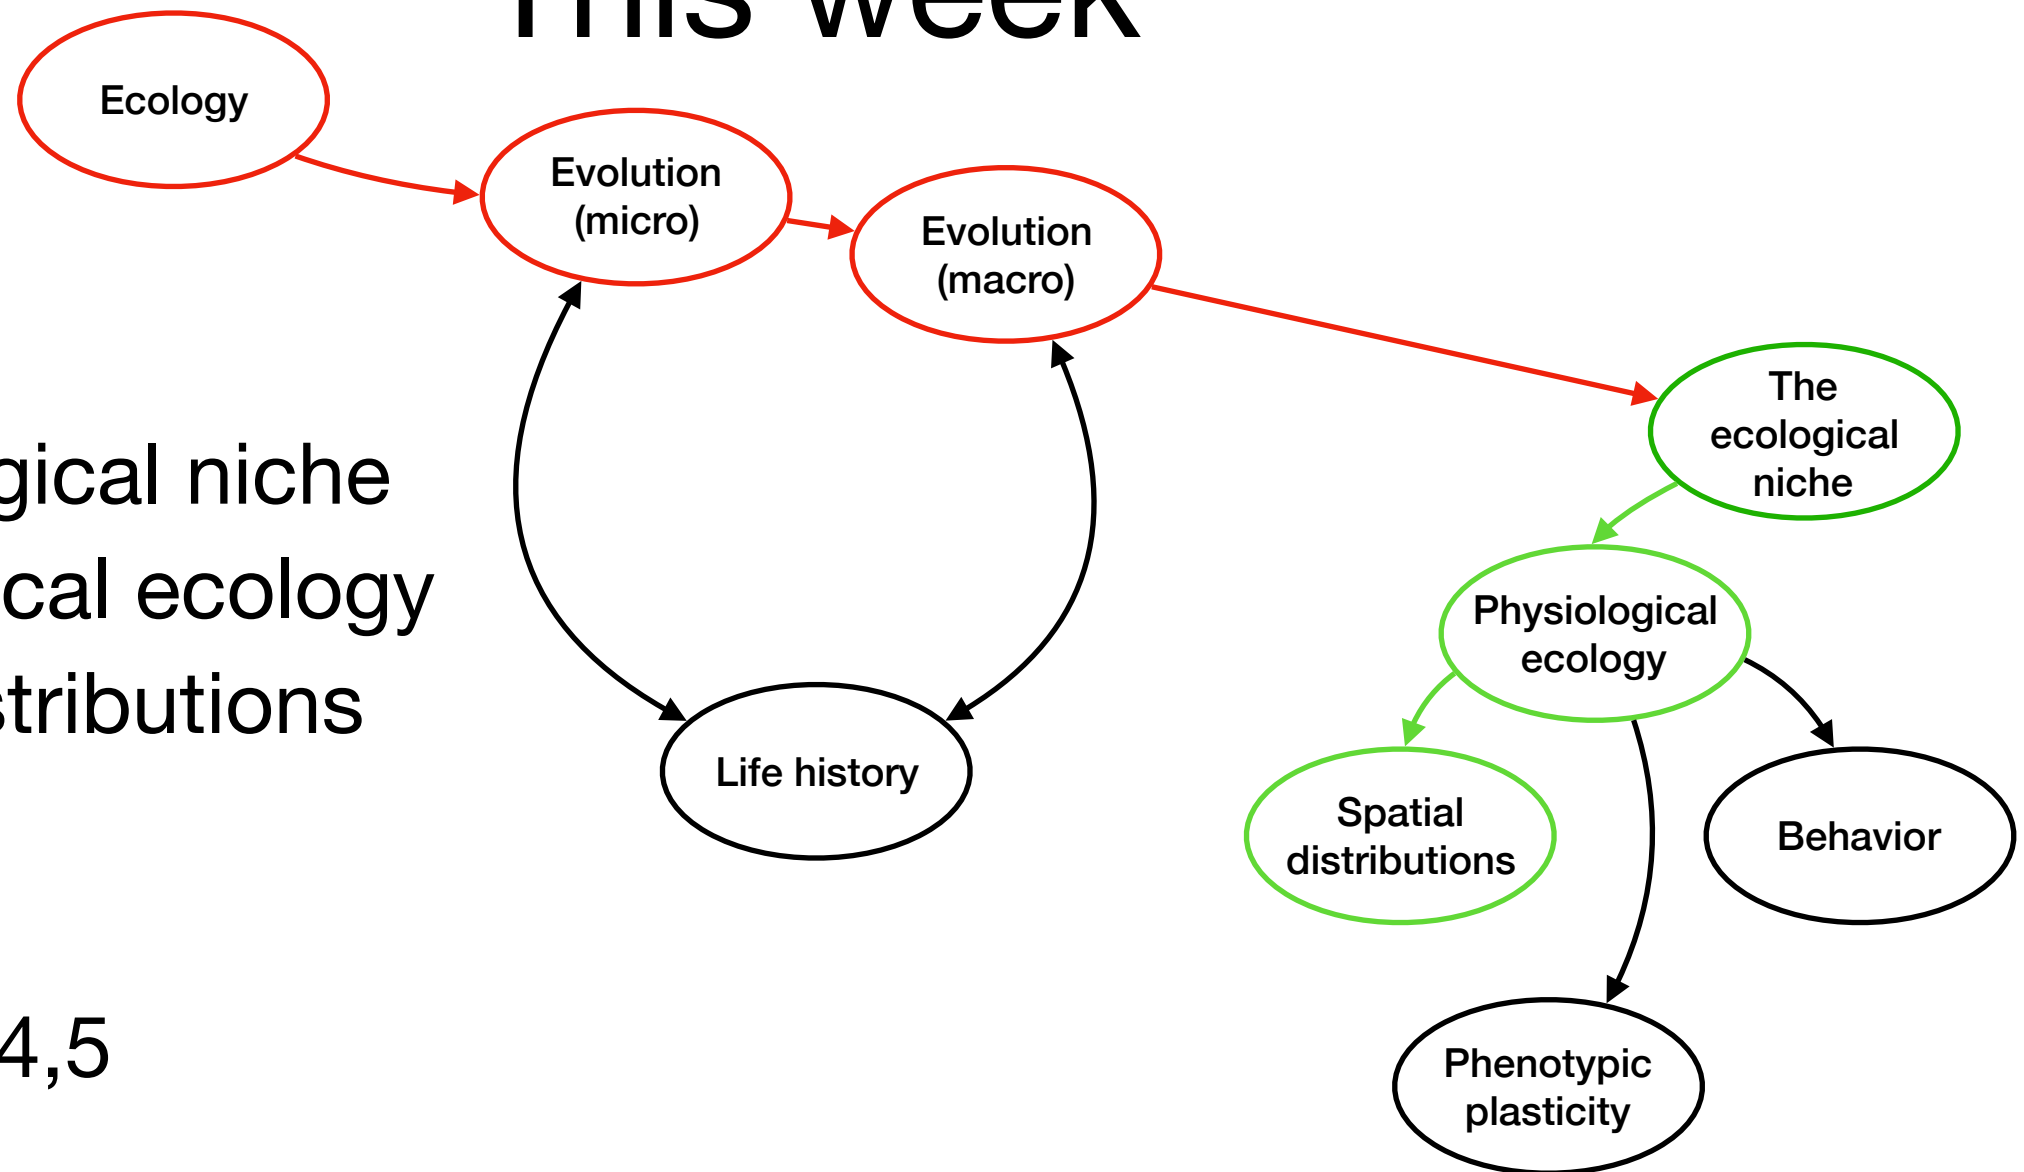 This week
Ecology
Evolution
(micro)
Evolution
(macro)
The
ecological
niche
gical niche
cal ecology
stributions
Physiological
ecology
Life history
Spatial
distributions
Behavior
4,5
Phenotypic
plasticity